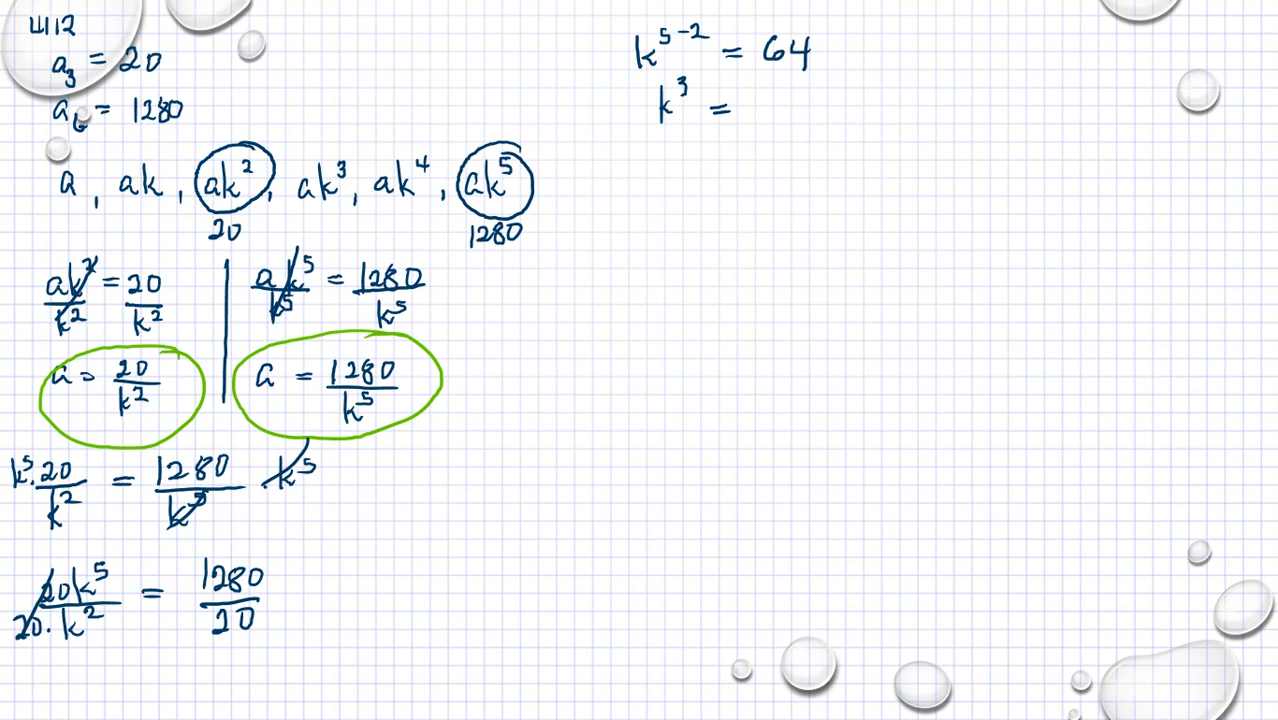 a₃ = 20
a₆ = 1280
a, ak, ak², ak³, ak⁴, ak⁵
20 1280
ak²/k² = 20/k² | ak⁵/k⁵ = 1280/k⁵
a = 20/k² | a = 1280/k⁵
k⁵·20/k² = 1280/k⁵ ·k⁵
20k⁵/20·k² = 1280/20
k⁵⁻² = 64
k³ =